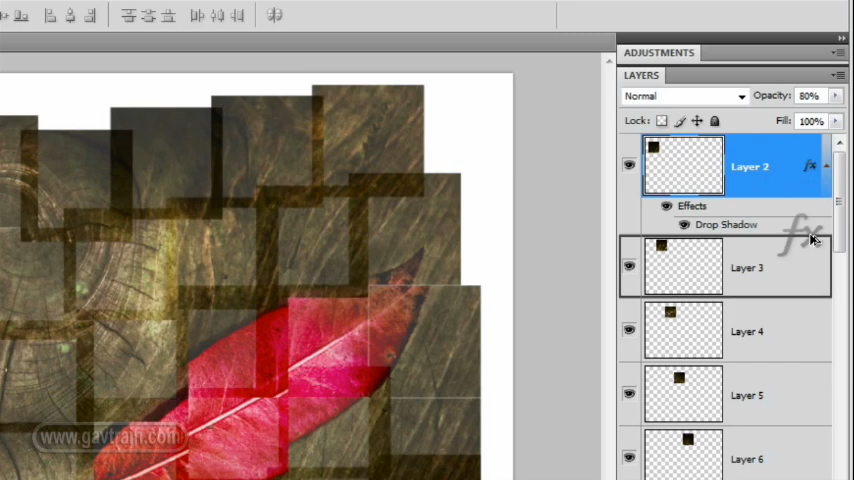 ADJUSTMENTS
LAYERS
Normal Opacity: 80%
Lock: Fill: 100%
Layer 2 fx
Effects
Drop Shadow
fx
Layer 3
Layer 4
Layer 5
Layer 6
www.gavtrain.com